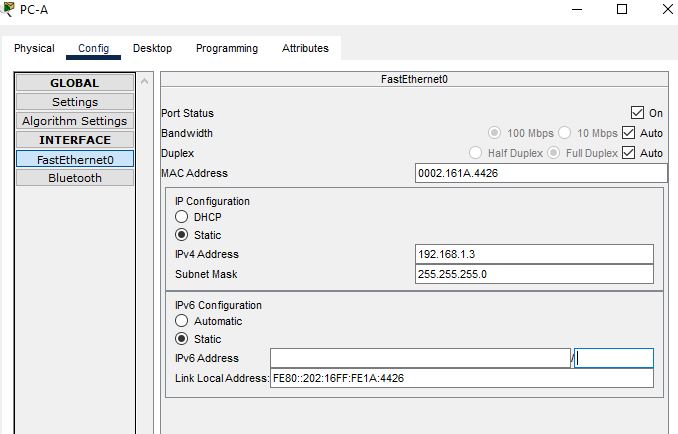 PC-A
Physical Config Desktop Programming Attributes
GLOBAL
Settings
Algorithm Settings
INTERFACE
FastEthernet0
Bluetooth
FastEthernet0
Port Status On
Bandwidth 100 Mbps 10 Mbps Auto
Duplex Half Duplex Full Duplex Auto
MAC Address 0002.161A.4426
IP Configuration
DHCP
Static
IPv4 Address 192.168.1.3
Subnet Mask 255.255.255.0
IPv6 Configuration
Automatic
Static
IPv6 Address /
Link Local Address: FE80::202:16FF:FE1A:4426